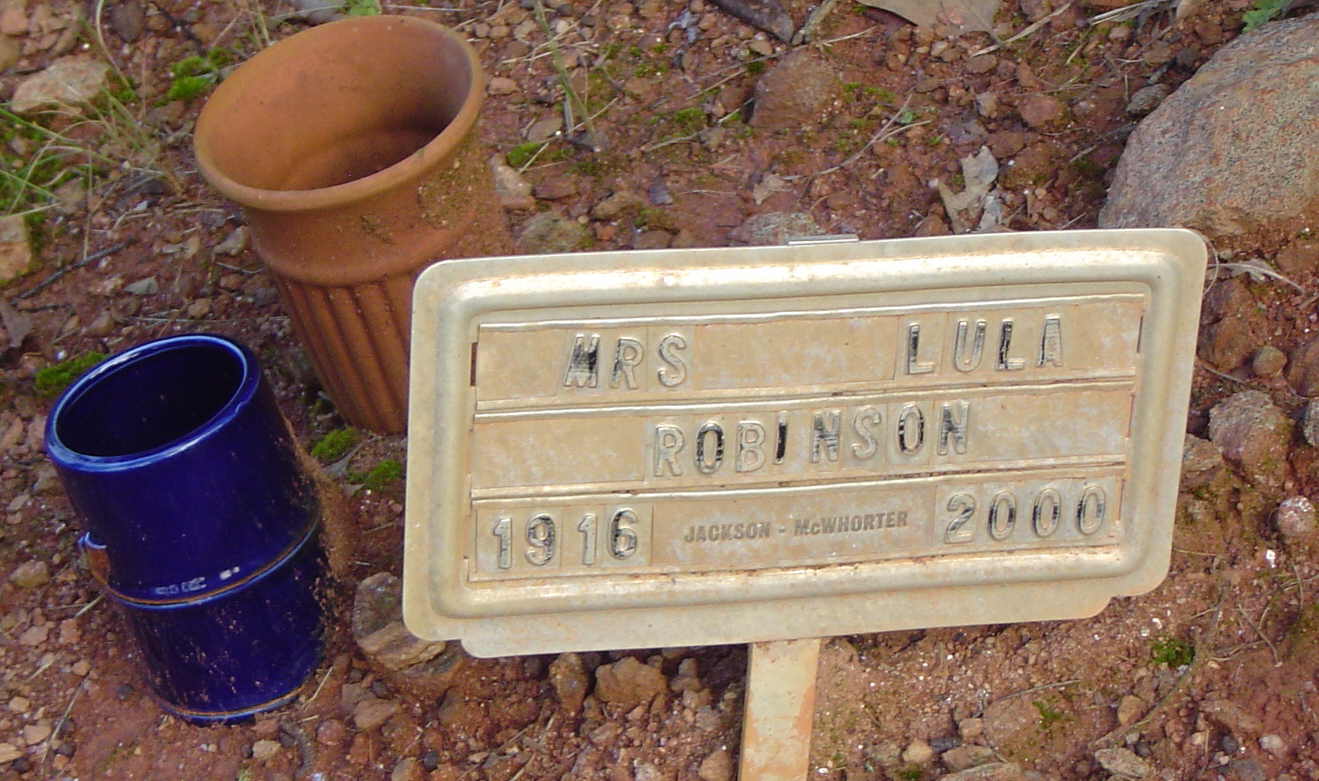 MRS LULA
ROBINSON
1916 JACKSON - McWHORTER 2000